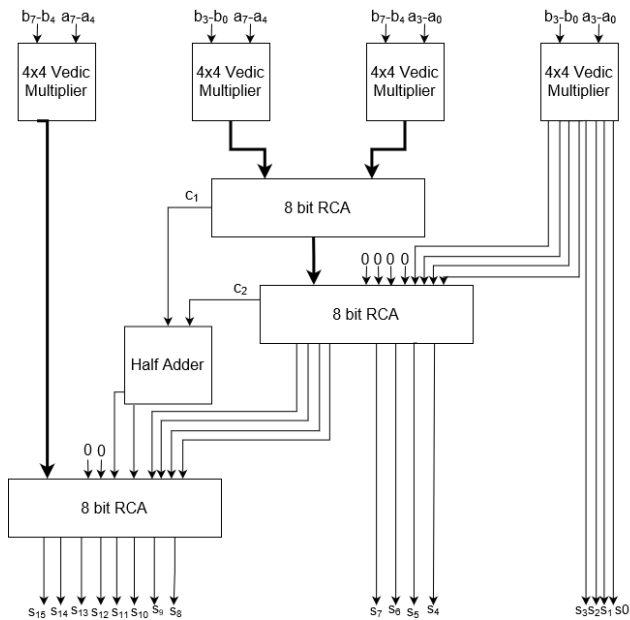 b₇-b₄ a₇-a₄ b₃-b₀ a₇-a₄ b₇-b₄ a₃-a₀ b₃-b₀ a₃-a₀
4x4 Vedic Multiplier
4x4 Vedic Multiplier
4x4 Vedic Multiplier
4x4 Vedic Multiplier
c₁
8 bit RCA
0 0 0 0
c₂
8 bit RCA
Half Adder
0 0
8 bit RCA
s₁₅ s₁₄ s₁₃ s₁₂ s₁₁ s₁₀ s₉ s₈ s₇ s₆ s₅ s₄ s₃ s₂ s₁ s0